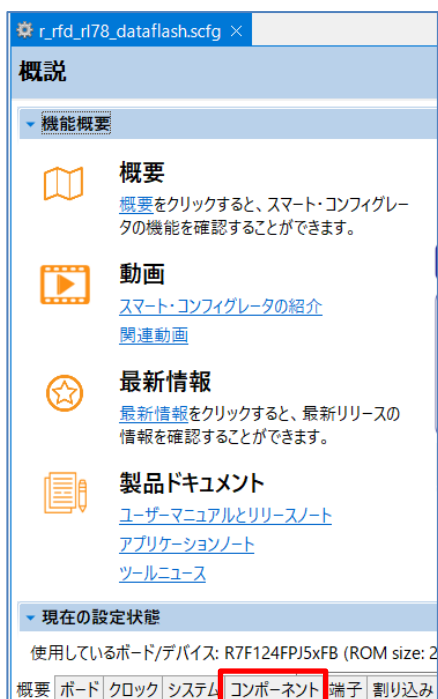 r_rfd_rl78_dataflash.scfg ×
概説
機能概要
概要
概要をクリックすると、スマート・コンフィグレー
タの機能を確認することができます。
動画
スマート・コンフィグレータの紹介
関連動画
最新情報
最新情報をクリックすると、最新リリースの
情報を確認することができます。
製品ドキュメント
ユーザーマニュアルとリリースノート
アプリケーションノート
ツールニュース
現在の設定状態
使用しているボード/デバイス: R7F124FPJ5xFB (ROM size: 2
概要 ボード クロック システム コンポーネント 端子 割り込み